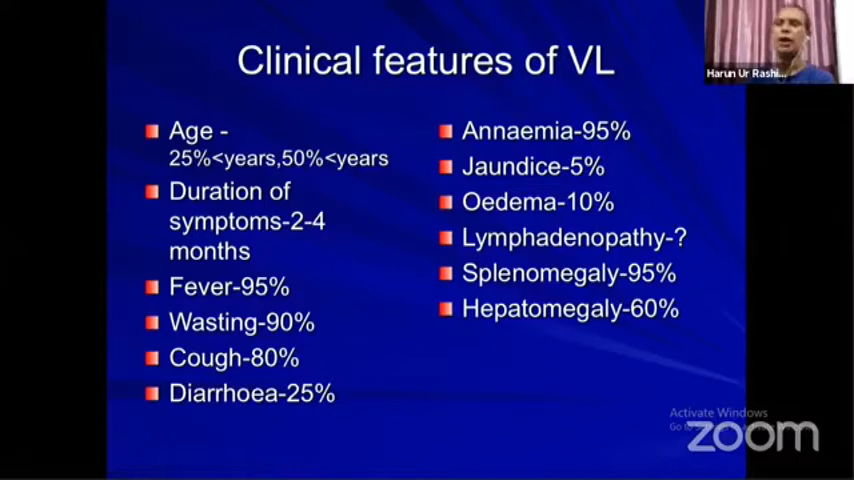 Clinical features of VL
Harun Ur Rashi...
Age -
25%<years,50%<years
Duration of
symptoms-2-4
months
Fever-95%
Wasting-90%
Cough-80%
Diarrhoea-25%
Annaemia-95%
Jaundice-5%
Oedema-10%
Lymphadenopathy-?
Splenomegaly-95%
Hepatomegaly-60%
Activate Windows
Go to
zoom